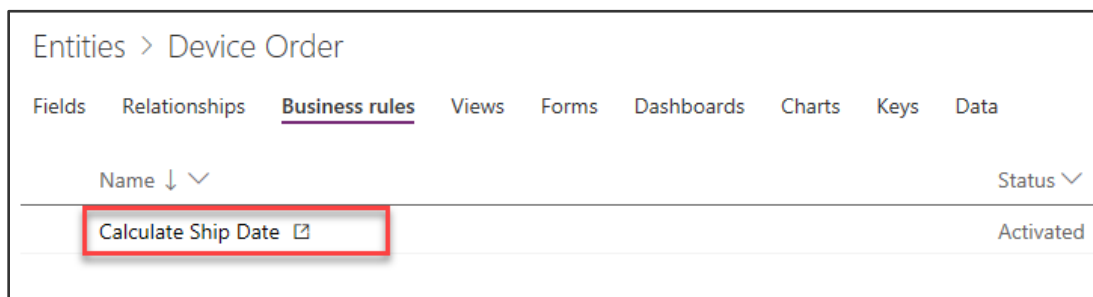 Entities > Device Order
Fields Relationships Business rules Views Forms Dashboards Charts Keys Data
Name ↓ Status
Calculate Ship Date Activated